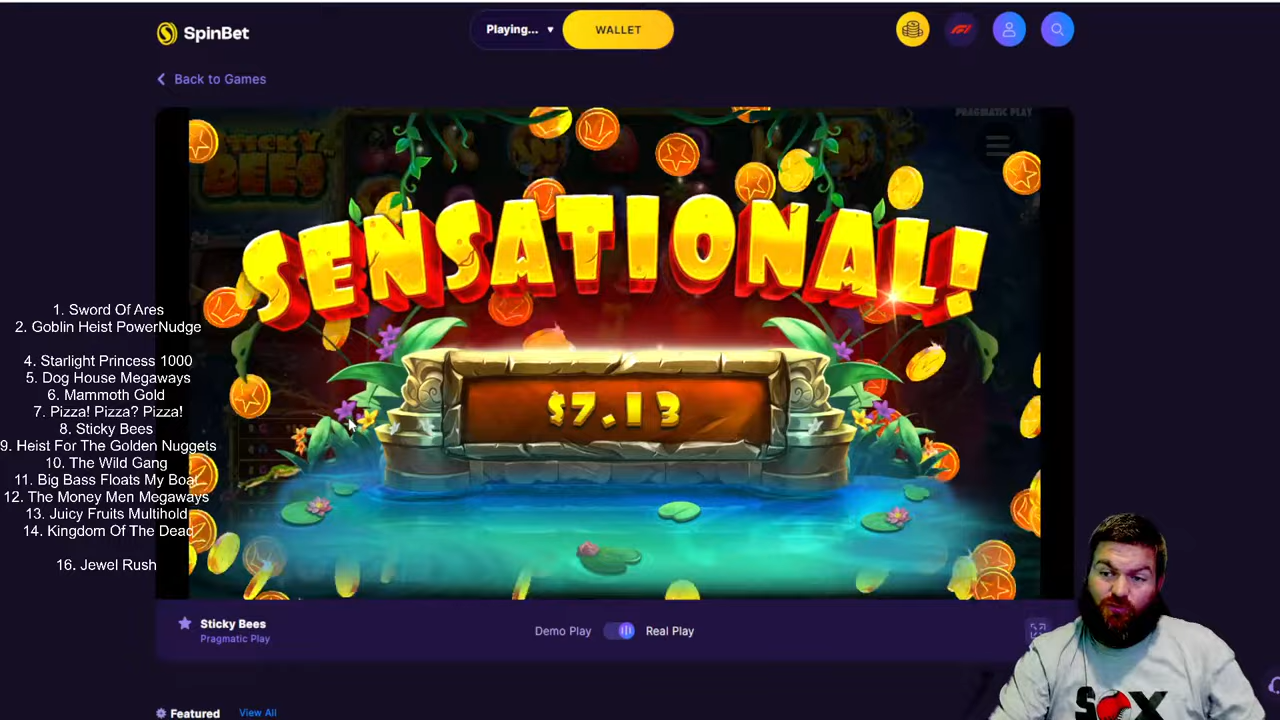 SpinBet
Playing...
WALLET
Back to Games
PRAGMATIC PLAY
STICKY
BEES
SENSATIONAL!
$7.13
1. Sword Of Ares
2. Goblin Heist PowerNudge
4. Starlight Princess 1000
5. Dog House Megaways
6. Mammoth Gold
7. Pizza! Pizza? Pizza!
8. Sticky Bees
9. Heist For The Golden Nuggets
10. The Wild Gang
11. Big Bass Floats My Boat
12. The Money Men Megaways
13. Juicy Fruits Multihold
14. Kingdom Of The Dead
16. Jewel Rush
Sticky Bees
Pragmatic Play
Demo Play
Real Play
SOX
Featured
View All